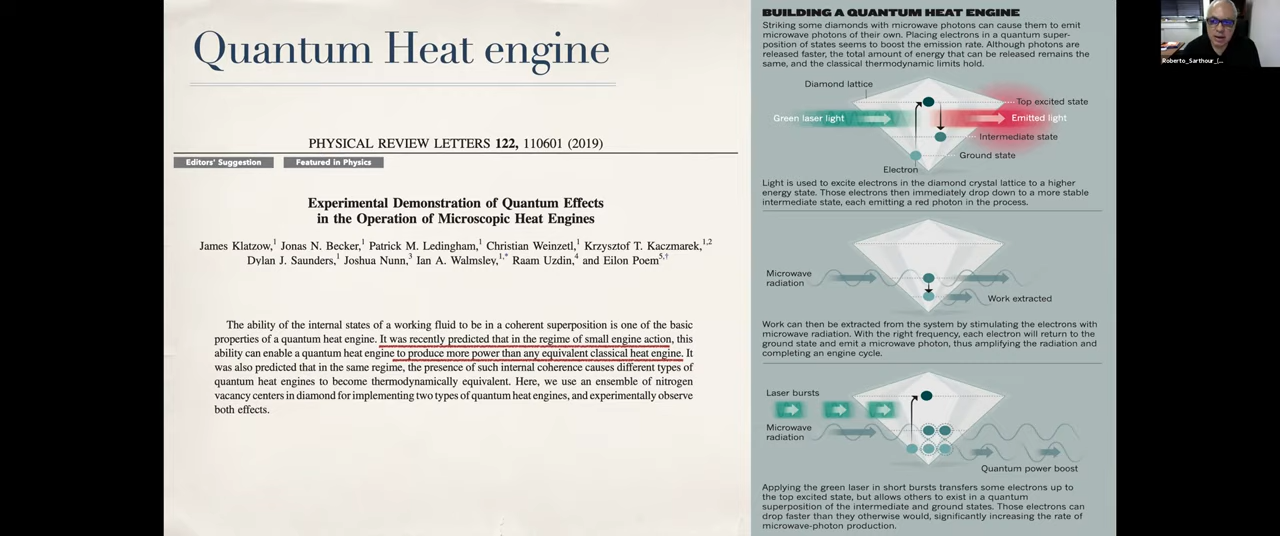 Quantum Heat engine
PHYSICAL REVIEW LETTERS 122, 110601 (2019)
Editors' Suggestion
Featured in Physics
Experimental Demonstration of Quantum Effects
in the Operation of Microscopic Heat Engines
James Klatzow,1 Jonas N. Becker,1 Patrick M. Ledingham,1 Christian Weinzetl,1 Krzysztof T. Kaczmarek,1,2
Dylan J. Saunders,1 Joshua Nunn,3 Ian A. Walmsley,1,* Raam Uzdin,4 and Eilon Poem5,†
The ability of the internal states of a working fluid to be in a coherent superposition is one of the basic
properties of a quantum heat engine. It was recently predicted that in the regime of small engine action, this
ability can enable a quantum heat engine to produce more power than any equivalent classical heat engine. It
was also predicted that in the same regime, the presence of such internal coherence causes different types of
quantum heat engines to become thermodynamically equivalent. Here, we use an ensemble of nitrogen
vacancy centers in diamond for implementing two types of quantum heat engines, and experimentally observe
both effects.
BUILDING A QUANTUM HEAT ENGINE
Striking some diamonds with microwave photons can cause them to emit
microwave photons of their own. Placing electrons in a quantum super-
position of states seems to boost the emission rate. Although photons are
released faster, the total amount of energy that can be released remains the
same, and the classical thermodynamic limits hold.
Diamond lattice
Top excited state
Green laser light
Emitted light
Intermediate state
Ground state
Electron
Light is used to excite electrons in the diamond crystal lattice to a higher
energy state. Those electrons then immediately drop down to a more stable
intermediate state, each emitting a red photon in the process.
Microwave
radiation
Work extracted
Work can then be extracted from the system by stimulating the electrons with
microwave radiation. With the right frequency, each electron will return to the
ground state and emit a microwave photon, thus amplifying the radiation and
completing an engine cycle.
Laser bursts
Microwave
radiation
Quantum power boost
Applying the green laser in short bursts transfers some electrons up to
the top excited state, but allows others to exist in a quantum
superposition of the intermediate and ground states. Those electrons can
drop faster than they otherwise would, significantly increasing the rate of
microwave-photon production.
Roberto_Sarthour_(...